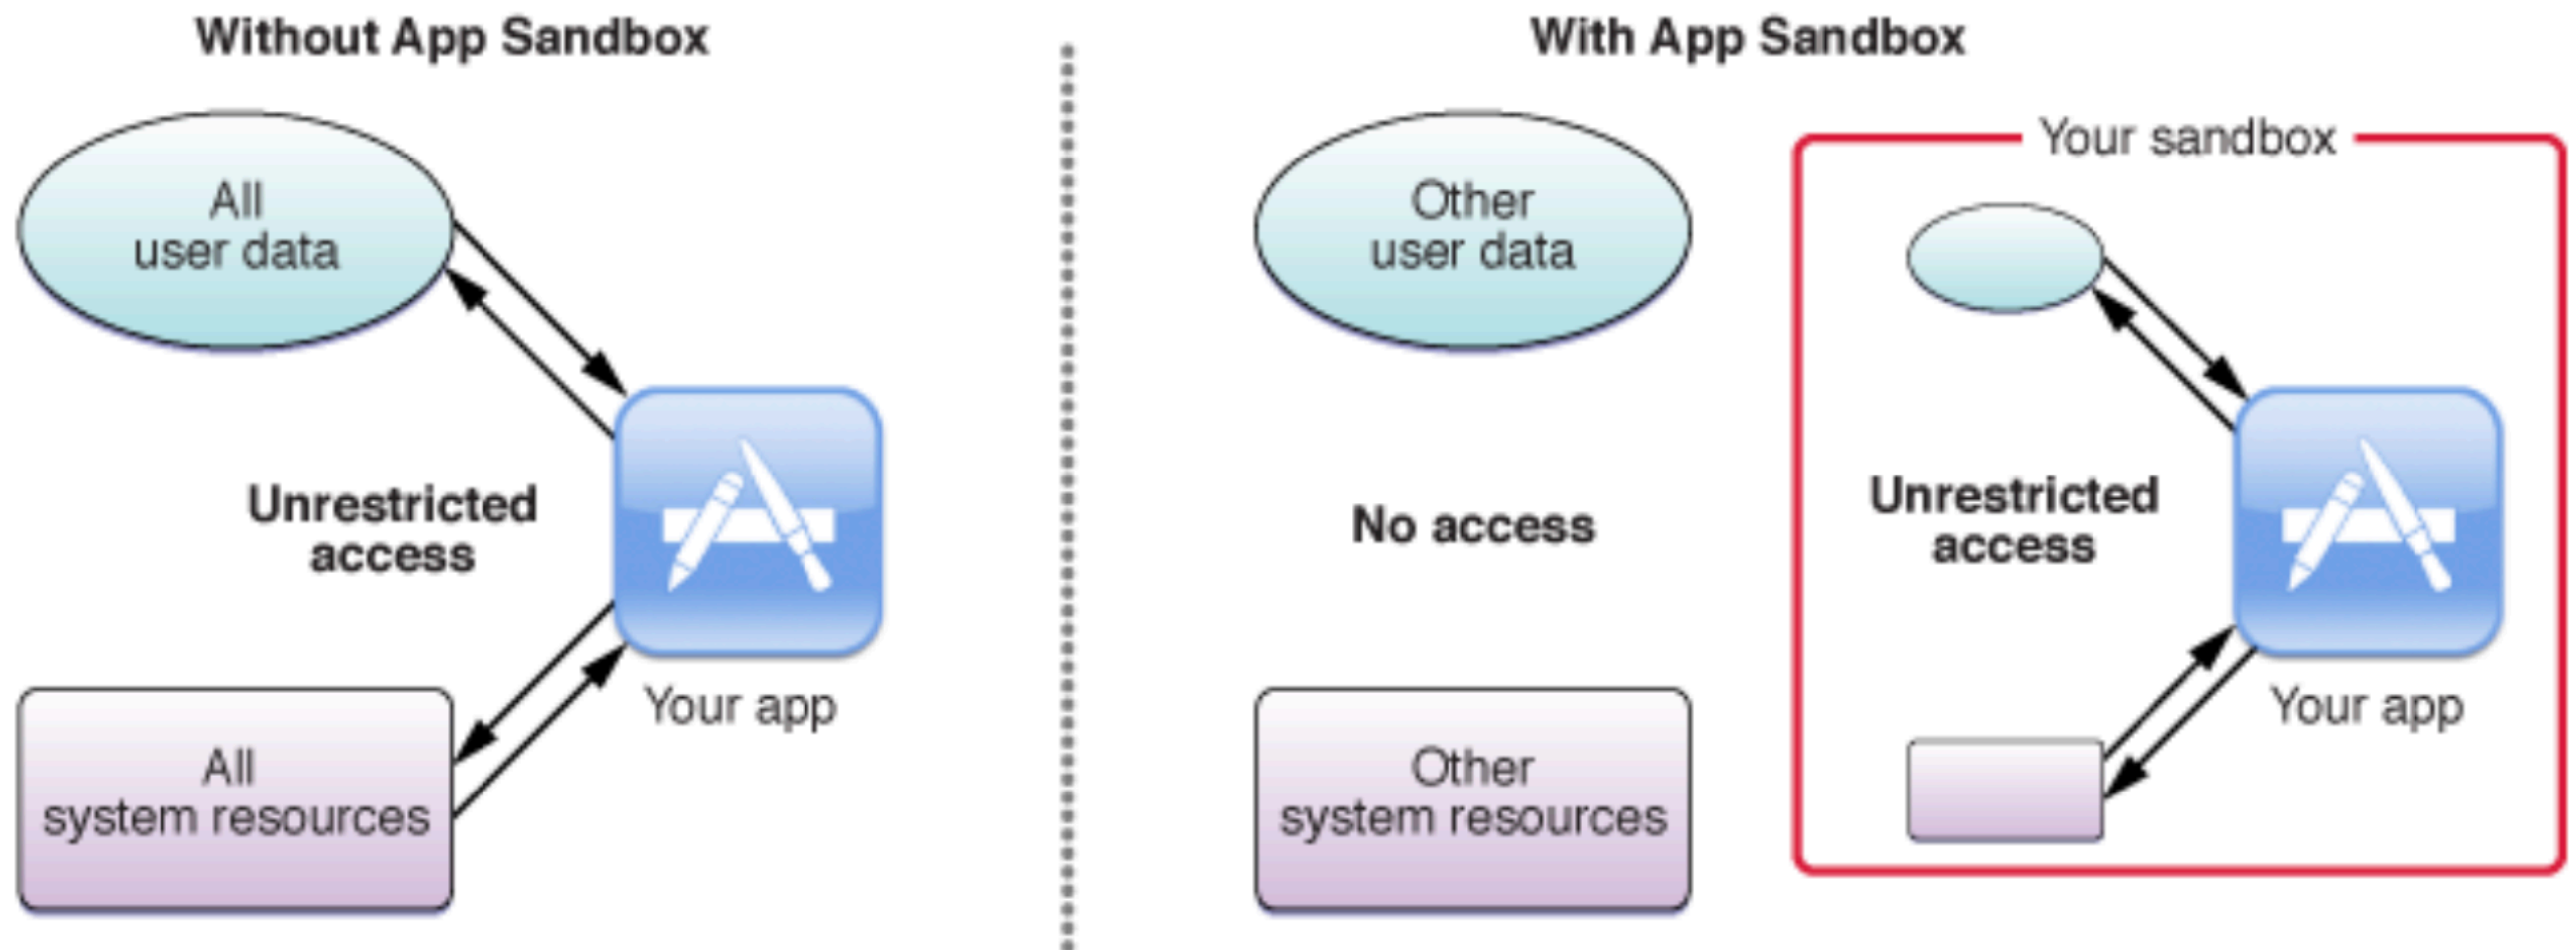 Without App Sandbox
All
user data
Unrestricted
access
Your app
All
system resources
With App Sandbox
Other
user data
No access
Other
system resources
Your sandbox
Unrestricted
access
Your app